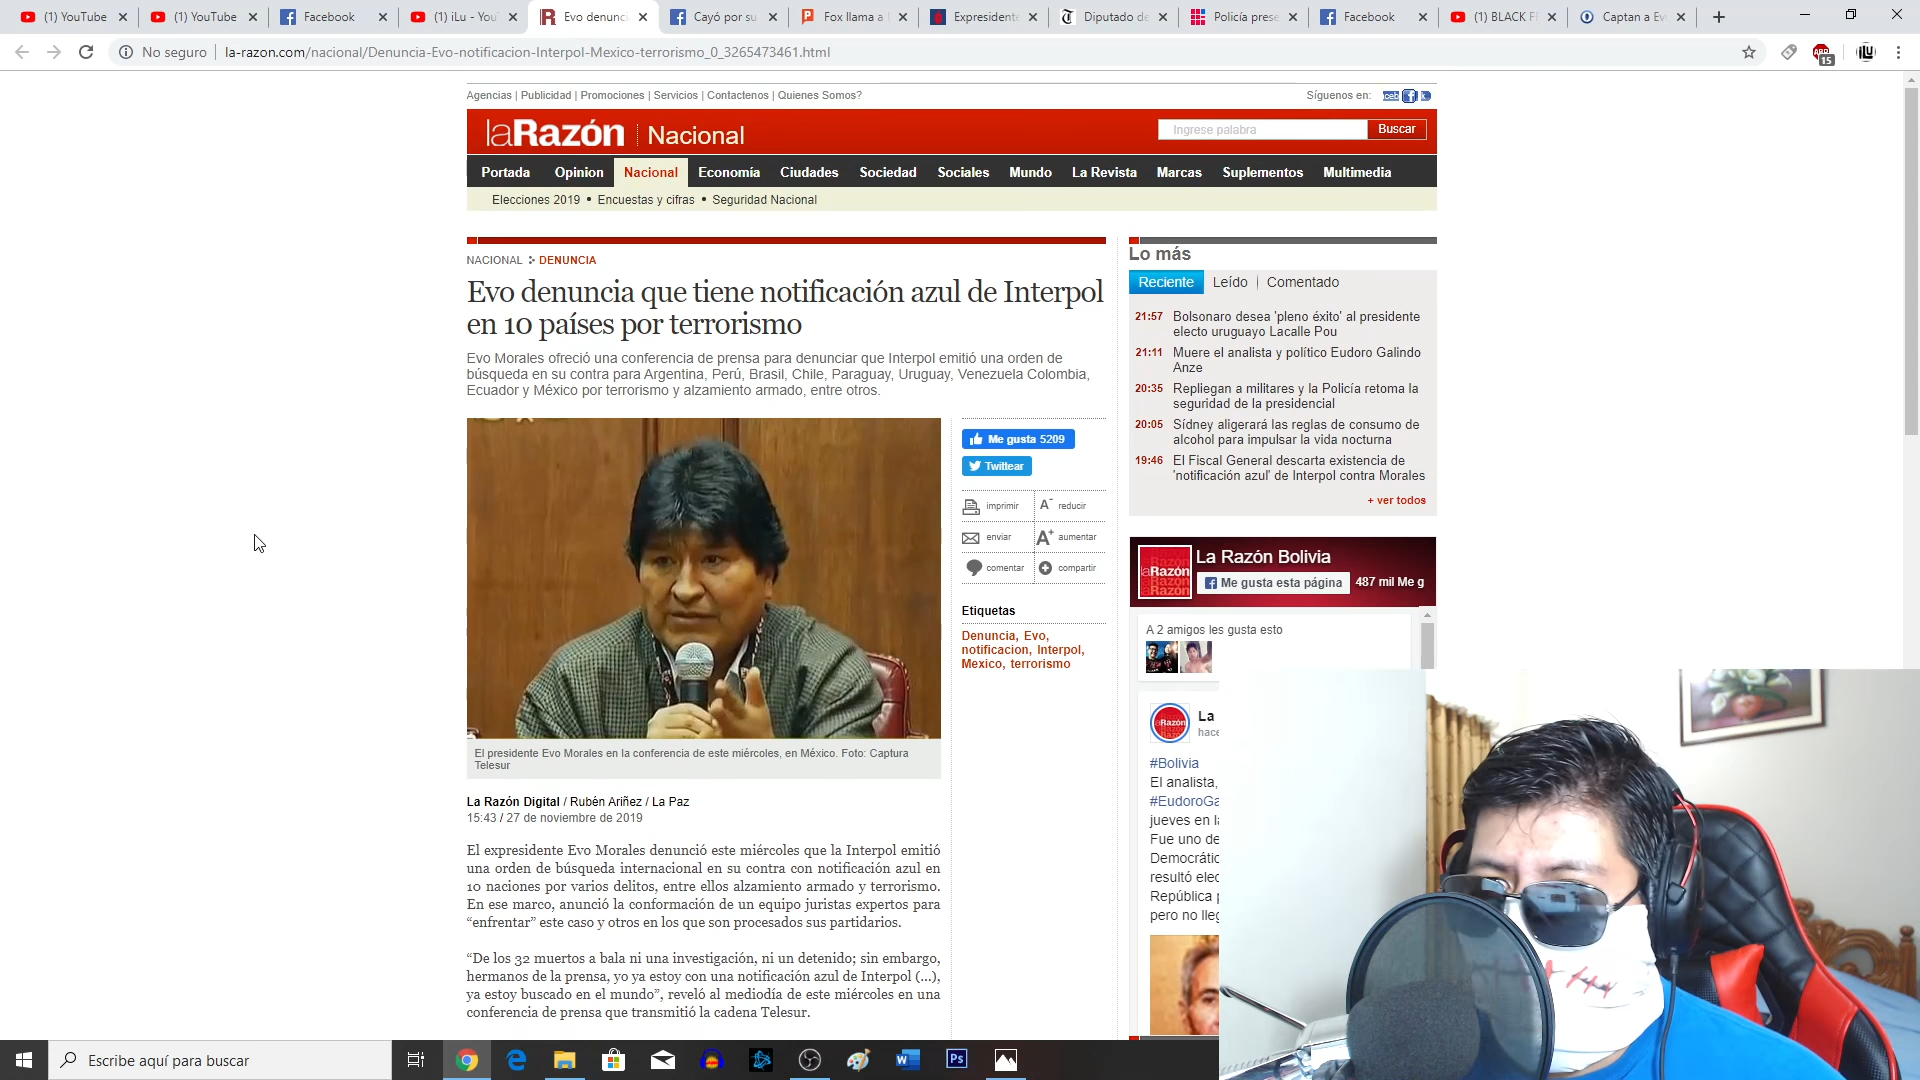 (1) YouTube
(1) YouTube
Facebook
(1) iLu - You
Evo denunci
Cayó por su
Fox llama a l
Expresidente
Diputado de
Policía prese
Facebook
(1) BLACK F
Captan a Ev
No seguro
la-razon.com/nacional/Denuncia-Evo-notificacion-Interpol-Mexico-terrorismo_0_3265473461.html
15
Agencias | Publicidad | Promociones | Servicios | Contactenos | Quienes Somos?
Síguenos en:
laRazón Nacional
Ingrese palabra
Buscar
Portada Opinion Nacional Economía Ciudades Sociedad Sociales Mundo La Revista Marcas Suplementos Multimedia
Elecciones 2019 • Encuestas y cifras • Seguridad Nacional
NACIONAL DENUNCIA
Evo denuncia que tiene notificación azul de Interpol
en 10 países por terrorismo
Evo Morales ofreció una conferencia de prensa para denunciar que Interpol emitió una orden de
búsqueda en su contra para Argentina, Perú, Brasil, Chile, Paraguay, Uruguay, Venezuela Colombia,
Ecuador y México por terrorismo y alzamiento armado, entre otros.
El presidente Evo Morales en la conferencia de este miércoles, en México. Foto: Captura
Telesur
La Razón Digital / Rubén Ariñez / La Paz
15:43 / 27 de noviembre de 2019
El expresidente Evo Morales denunció este miércoles que la Interpol emitió
una orden de búsqueda internacional en su contra con notificación azul en
10 naciones por varios delitos, entre ellos alzamiento armado y terrorismo.
En ese marco, anunció la conformación de un equipo juristas expertos para
“enfrentar” este caso y otros en los que son procesados sus partidarios.
“De los 32 muertos a bala ni una investigación, ni un detenido; sin embargo,
hermanos de la prensa, yo ya estoy con una notificación azul de Interpol (...),
ya estoy buscado en el mundo”, reveló al mediodía de este miércoles en una
conferencia de prensa que transmitió la cadena Telesur.
Me gusta 5209
Twittear
imprimir
A- reducir
enviar
A+ aumentar
comentar
compartir
Etiquetas
Denuncia, Evo,
notificacion, Interpol,
Mexico, terrorismo
Lo más
Reciente Leído | Comentado
21:57 Bolsonaro desea 'pleno éxito' al presidente
electo uruguayo Lacalle Pou
21:11 Muere el analista y político Eudoro Galindo
Anze
20:35 Repliegan a militares y la Policía retoma la
seguridad de la presidencial
20:05 Sídney aligerará las reglas de consumo de
alcohol para impulsar la vida nocturna
19:46 El Fiscal General descarta existencia de
'notificación azul' de Interpol contra Morales
+ ver todos
laRazón
La Razón Bolivia
Me gusta esta página
487 mil Me g
A 2 amigos les gusta esto
laRazón
La
hace
#Bolivia
El analista,
#EudoroGa
jueves en la
Fue uno de
Democrátic
resultó elec
República p
pero no lleg
Escribe aquí para buscar
Ps